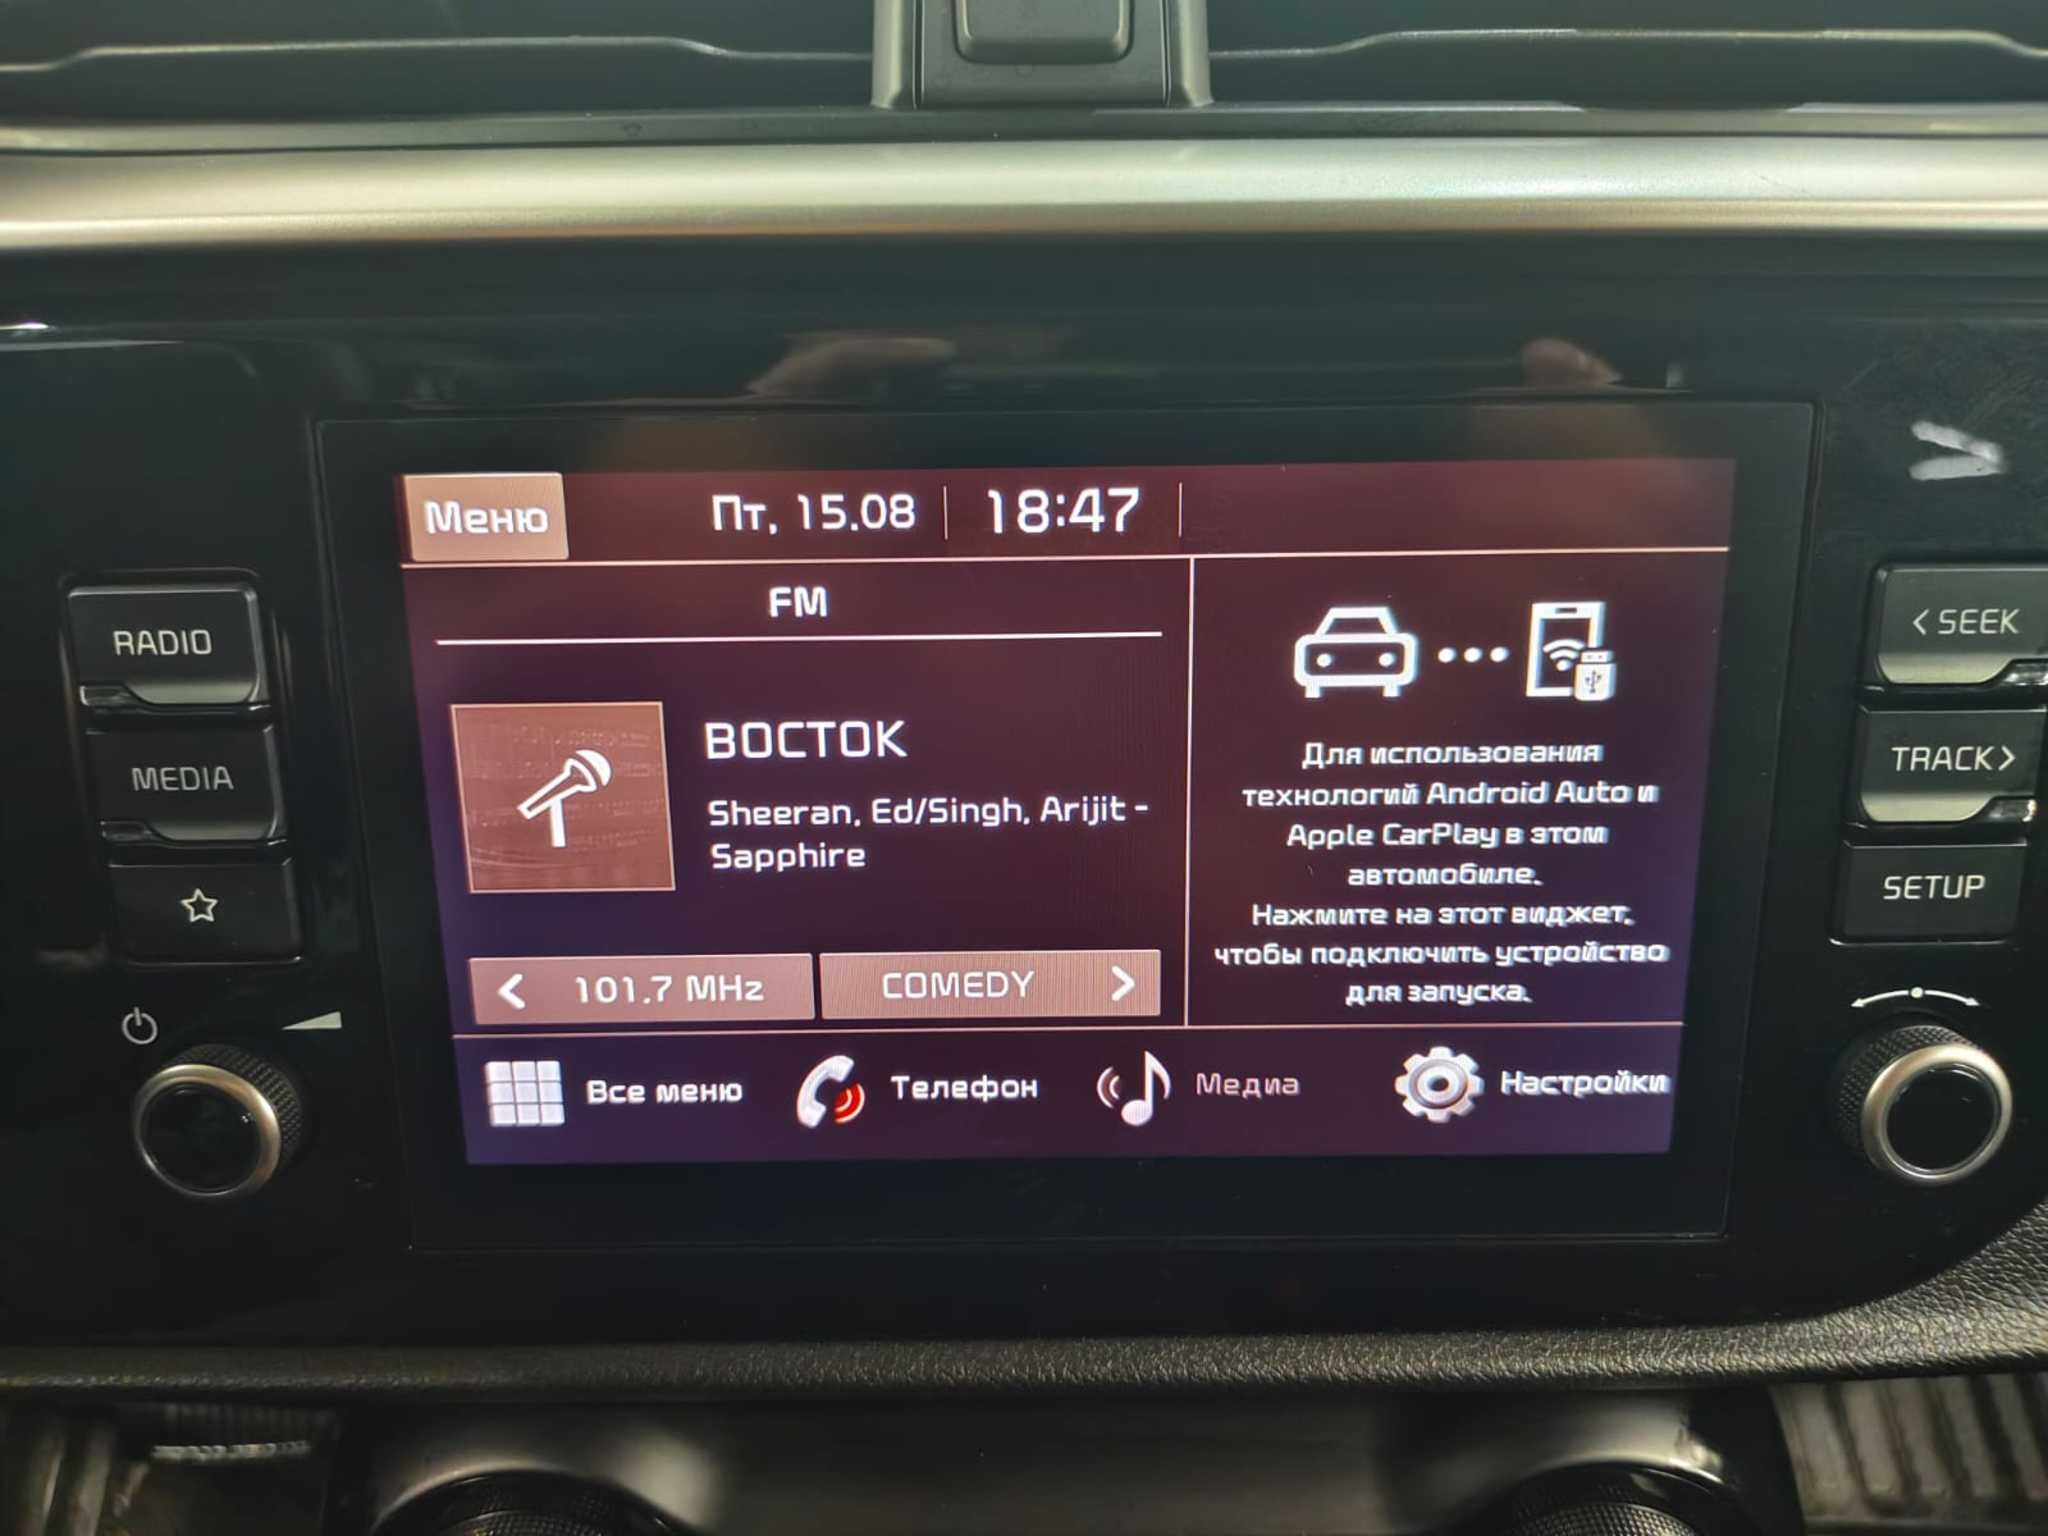 Меню
Пт, 15.08
18:47
FM
ВОСТОК
Sheeran, Ed/Singh, Arijit -
Sapphire
< 101.7 MHz
COMEDY >
Для использования
технологий Android Auto и
Apple CarPlay в этом
автомобиле.
Нажмите на этот виджет,
чтобы подключить устройство
для запуска.
Все меню
Телефон
Медиа
Настройки
RADIO
MEDIA
< SEEK
TRACK >
SETUP